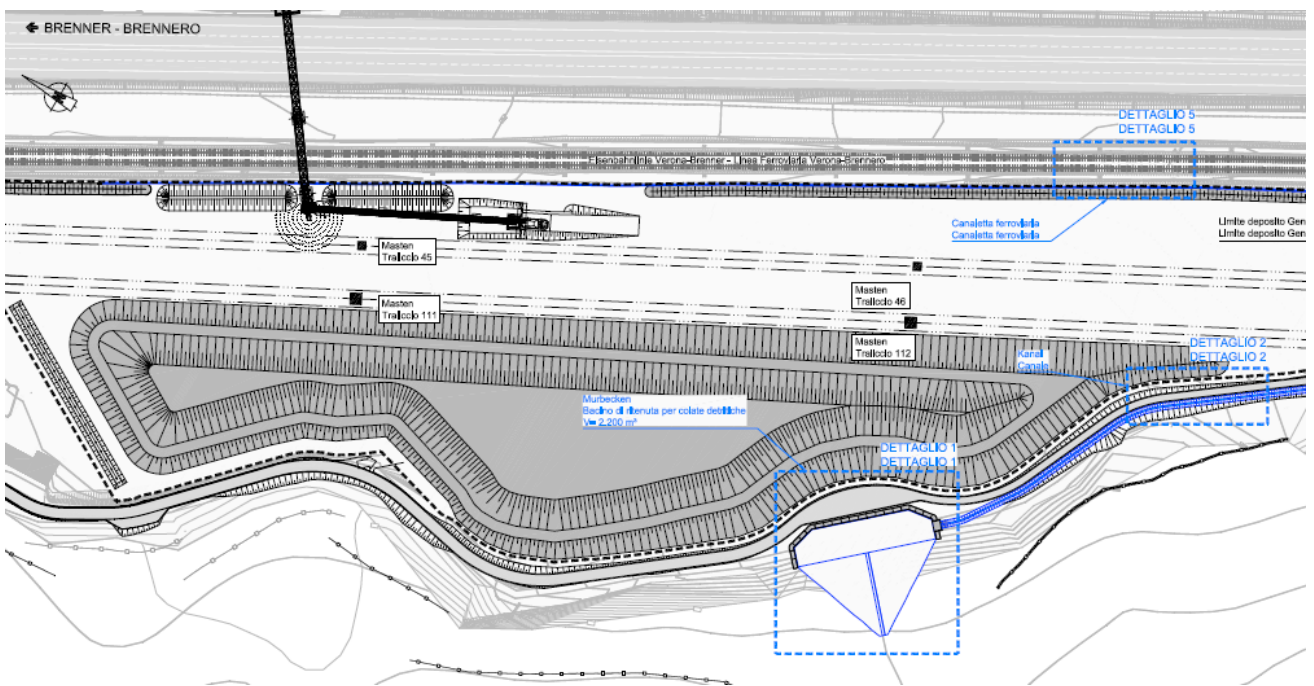 BRENNER - BRENNERO
DETTAGLIO 5
DETTAGLIO 5
Eisenbahnlinie Verona-Brenner - Linea Ferroviaria Verona-Brennero
Canaletta ferroviaria
Canaletta ferroviaria
Limite deposito Gen
Limite deposito Gen
Masten
Traliccio 45
Masten
Traliccio 46
Masten
Traliccio 111
Masten
Traliccio 112
Kanal
Canale
DETTAGLIO 2
DETTAGLIO 2
Murbecken
Bacino di ritenuta per colate detritiche
V= 2.200 m³
DETTAGLIO 1
DETTAGLIO 1